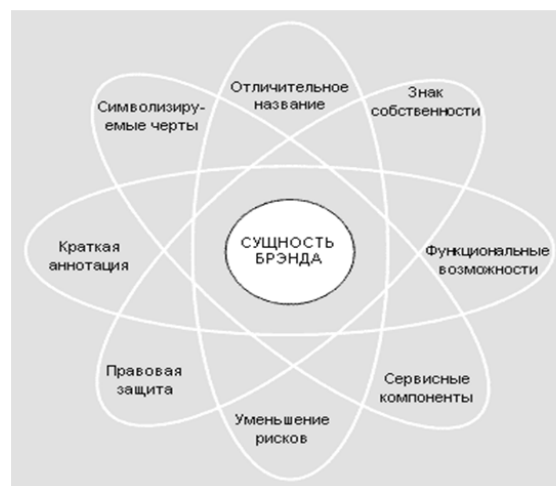 Отличительное
название
Знак
собственности
Символизиру-
емые черты
СУЩНОСТЬ
БРЭНДА
Краткая
аннотация
Функциональные
возможности
Правовая
защита
Сервисные
компоненты
Уменьшение
рисков